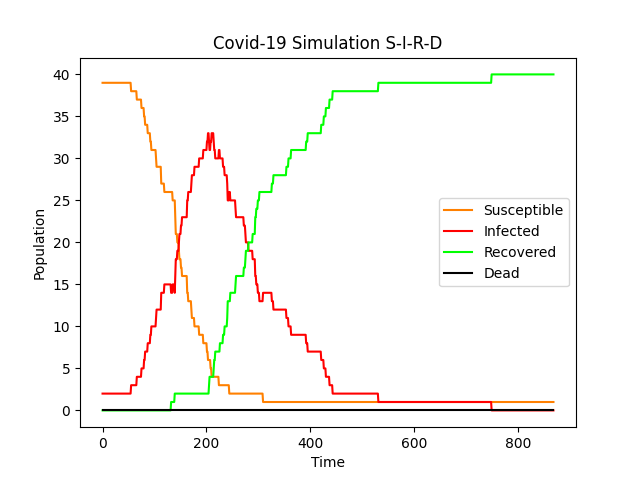 Covid-19 Simulation S-I-R-D
Population
40
35
30
25
20
15
10
5
0
Susceptible
Infected
Recovered
Dead
0 200 400 600 800
Time